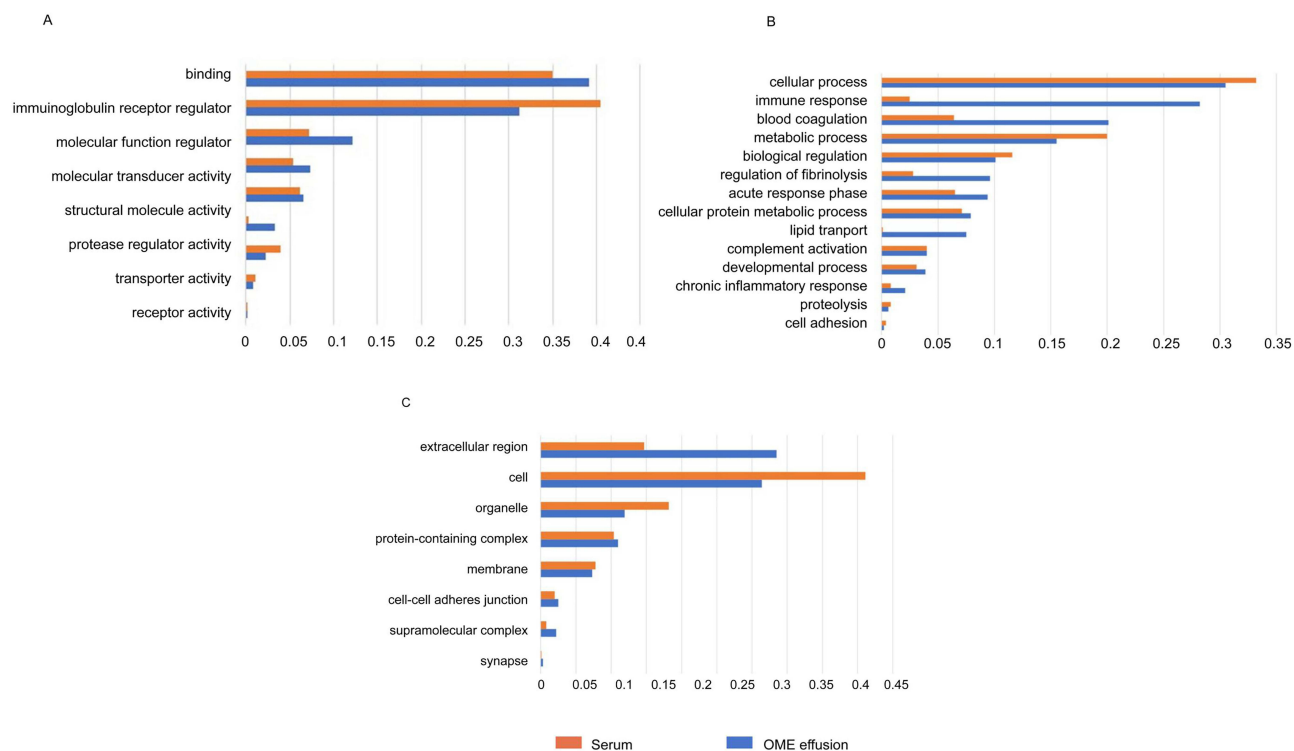 A
binding
immuinoglobulin receptor regulator
molecular function regulator
molecular transducer activity
structural molecule activity
protease regulator activity
transporter activity
receptor activity
0 0.05 0.1 0.15 0.2 0.25 0.3 0.35 0.4 0.4
B
cellular process
immune response
blood coagulation
metabolic process
biological regulation
regulation of fibrinolysis
acute response phase
cellular protein metabolic process
lipid tranport
complement activation
developmental process
chronic inflammatory response
proteolysis
cell adhesion
0 0.05 0.1 0.15 0.2 0.25 0.3 0.35
C
extracellular region
cell
organelle
protein-containing complex
membrane
cell-cell adheres junction
supramolecular complex
synapse
0 0.05 0.1 0.15 0.2 0.25 0.3 0.35 0.4 0.45
Serum OME effusion